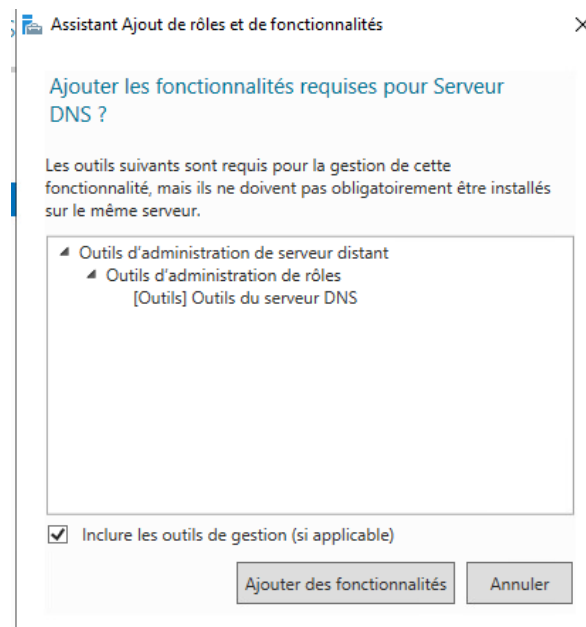 Assistant Ajout de rôles et de fonctionnalités
Ajouter les fonctionnalités requises pour Serveur
DNS ?
Les outils suivants sont requis pour la gestion de cette
fonctionnalité, mais ils ne doivent pas obligatoirement être installés
sur le même serveur.
Outils d'administration de serveur distant
Outils d'administration de rôles
[Outils] Outils du serveur DNS
Inclure les outils de gestion (si applicable)
Ajouter des fonctionnalités
Annuler